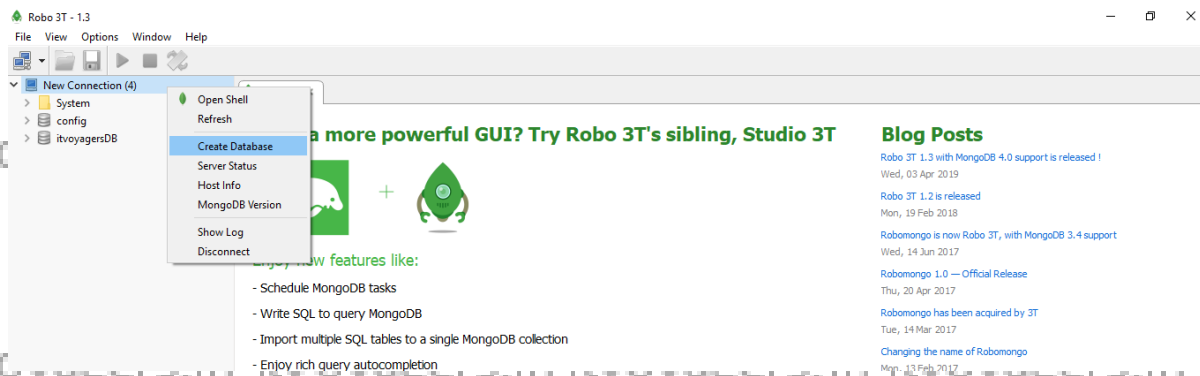 Robo 3T - 1.3
File View Options Window Help
New Connection (4)
System
config
itvoyagersDB
Open Shell
Refresh
Create Database
Server Status
Host Info
MongoDB Version
Show Log
Disconnect
a more powerful GUI? Try Robo 3T's sibling, Studio 3T
Enjoy new features like:
- Schedule MongoDB tasks
- Write SQL to query MongoDB
- Import multiple SQL tables to a single MongoDB collection
- Enjoy rich query autocompletion
Blog Posts
Robo 3T 1.3 with MongoDB 4.0 support is released !
Wed, 03 Apr 2019
Robo 3T 1.2 is released
Mon, 19 Feb 2018
Robomongo is now Robo 3T, with MongoDB 3.4 support
Wed, 14 Jun 2017
Robomongo 1.0 — Official Release
Thu, 20 Apr 2017
Robomongo has been acquired by 3T
Tue, 14 Mar 2017
Changing the name of Robomongo
Mon, 13 Feb 2017